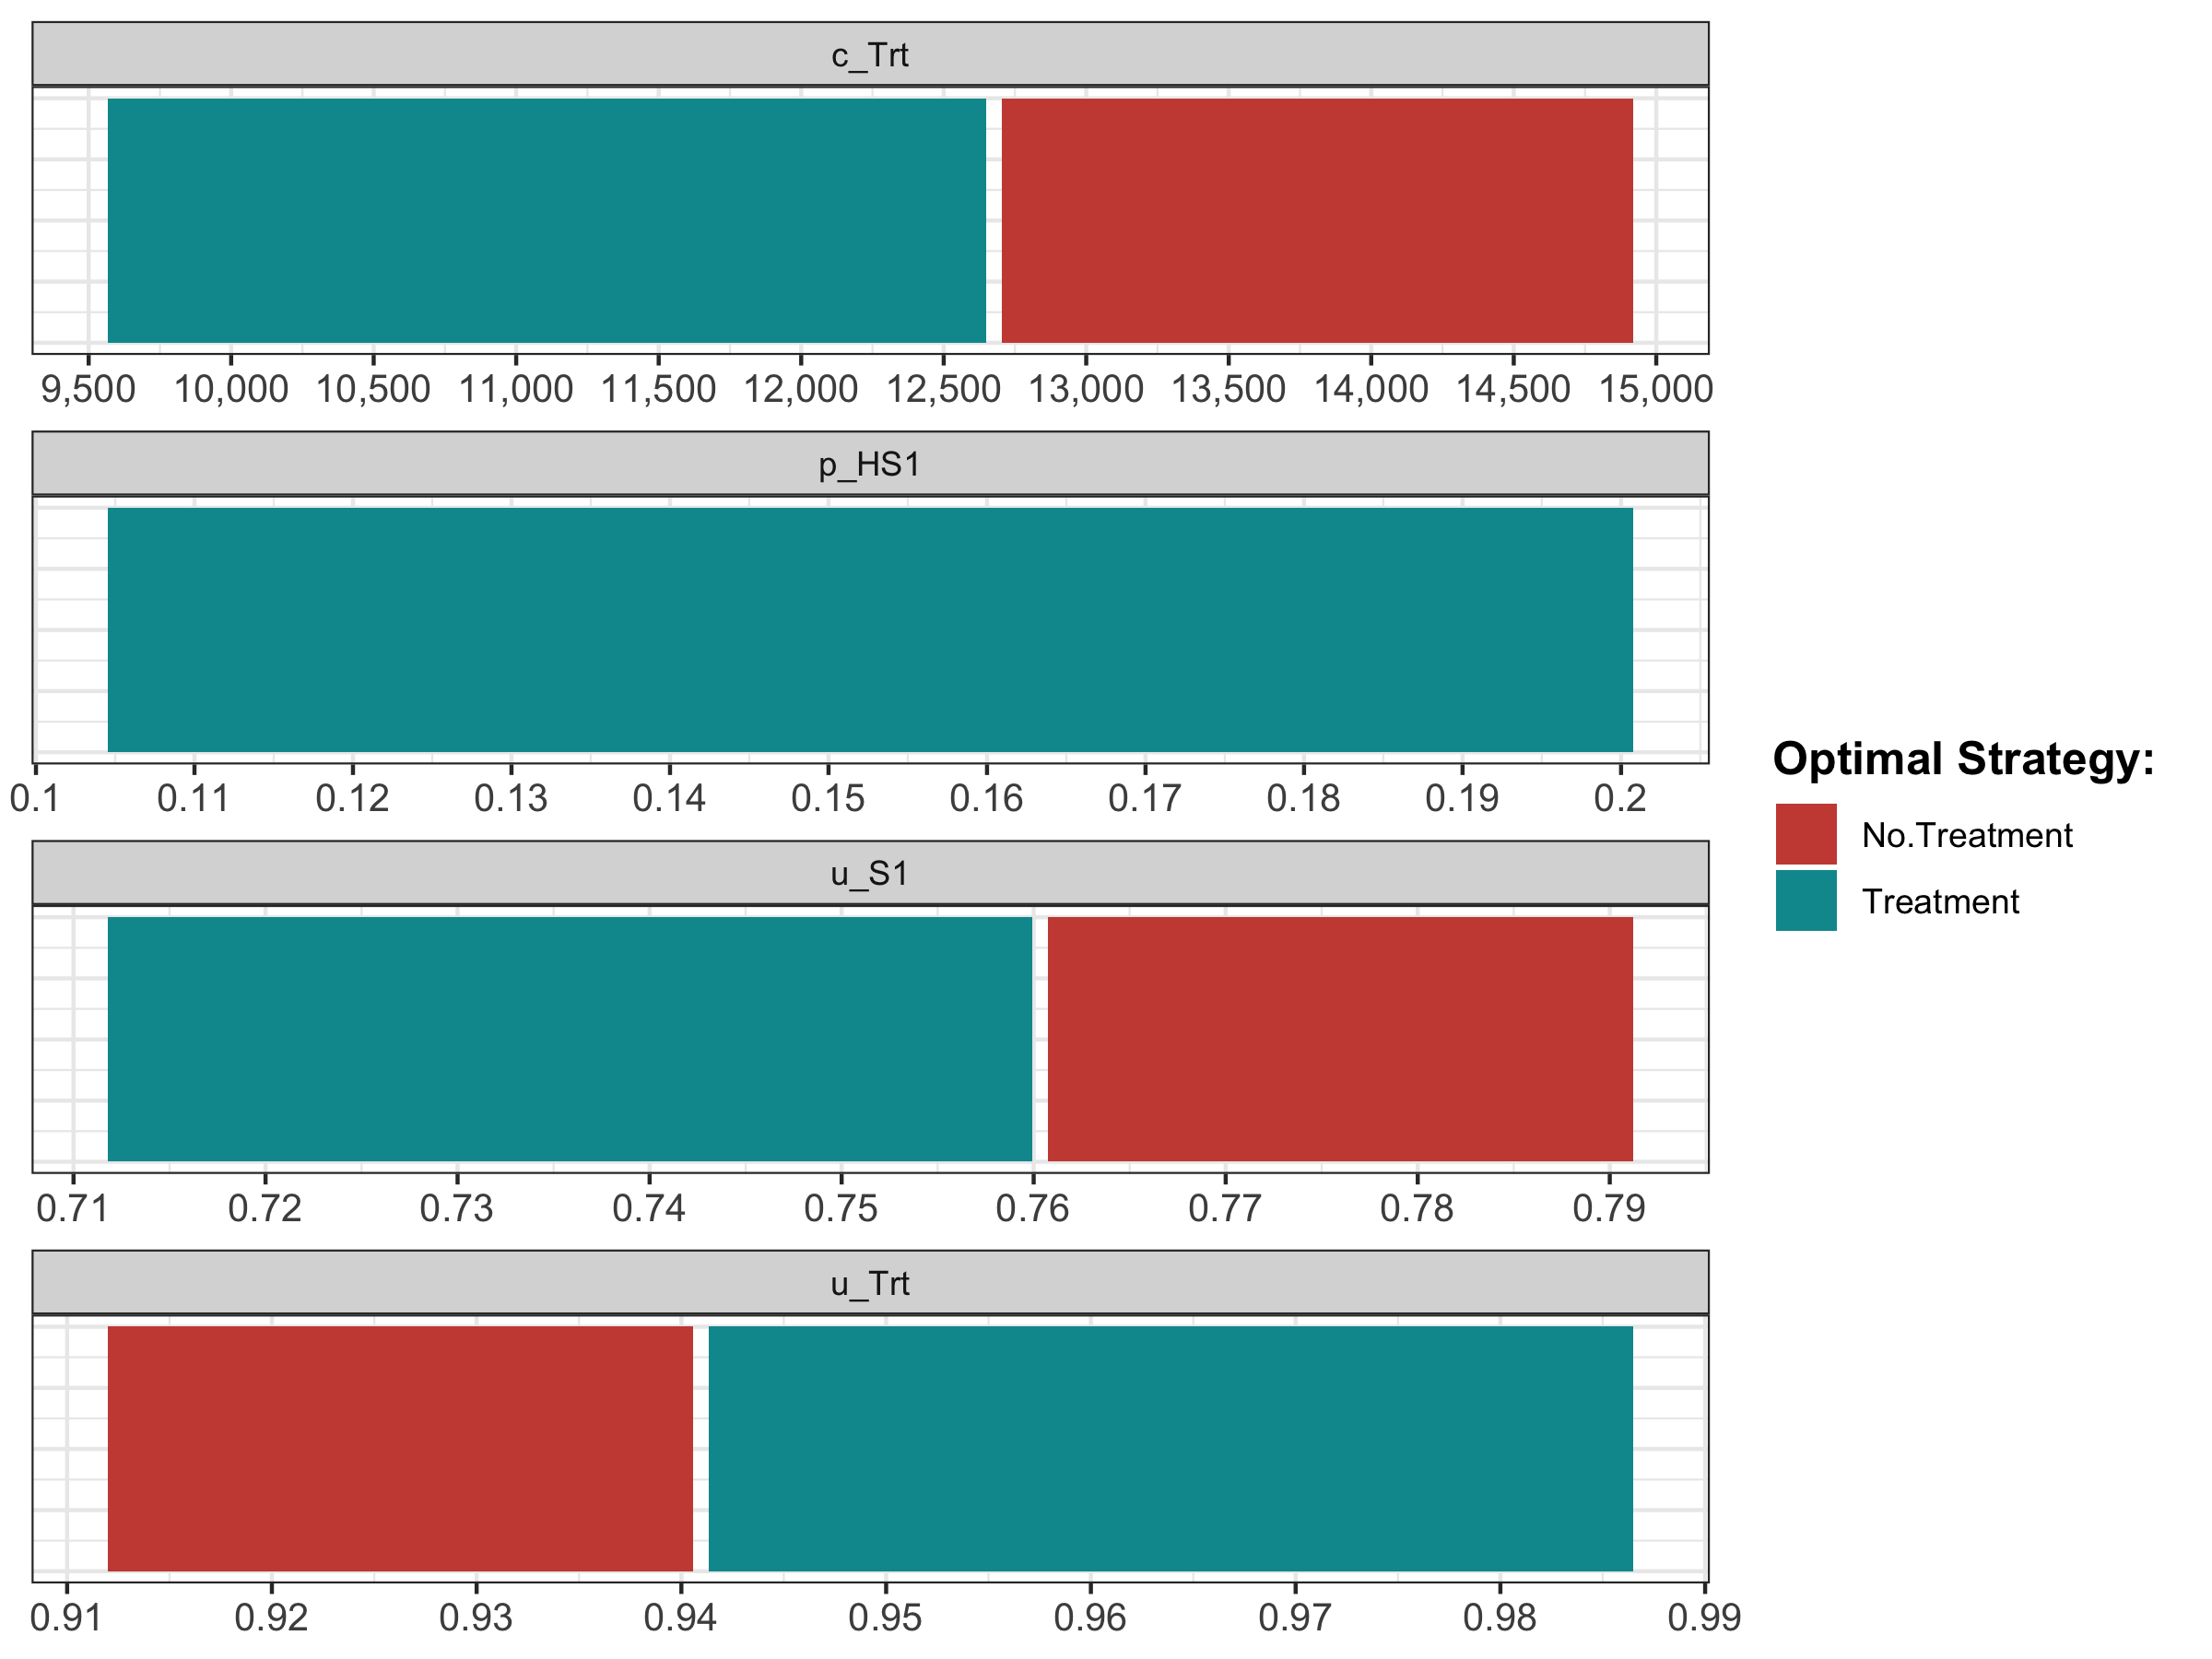 c_Trt
9,500 10,000 10,500 11,000 11,500 12,000 12,500 13,000 13,500 14,000 14,500 15,000
p_HS1
0.1 0.11 0.12 0.13 0.14 0.15 0.16 0.17 0.18 0.19 0.2
u_S1
0.71 0.72 0.73 0.74 0.75 0.76 0.77 0.78 0.79
u_Trt
0.91 0.92 0.93 0.94 0.95 0.96 0.97 0.98 0.99
Optimal Strategy:
No.Treatment
Treatment